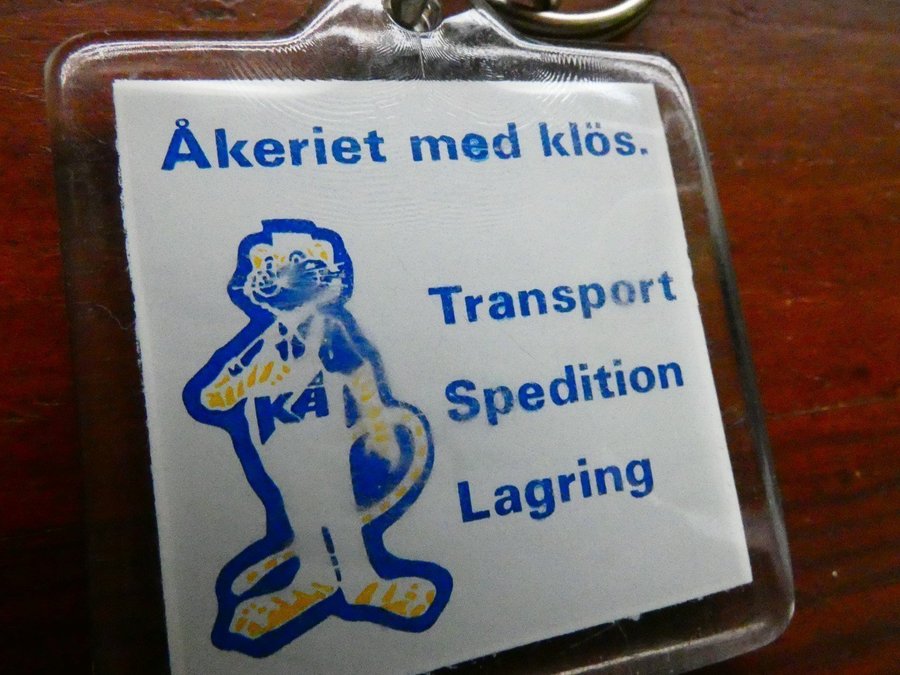 Åkeriet med klös.
Transport
KÅ
Spedition
Lagring